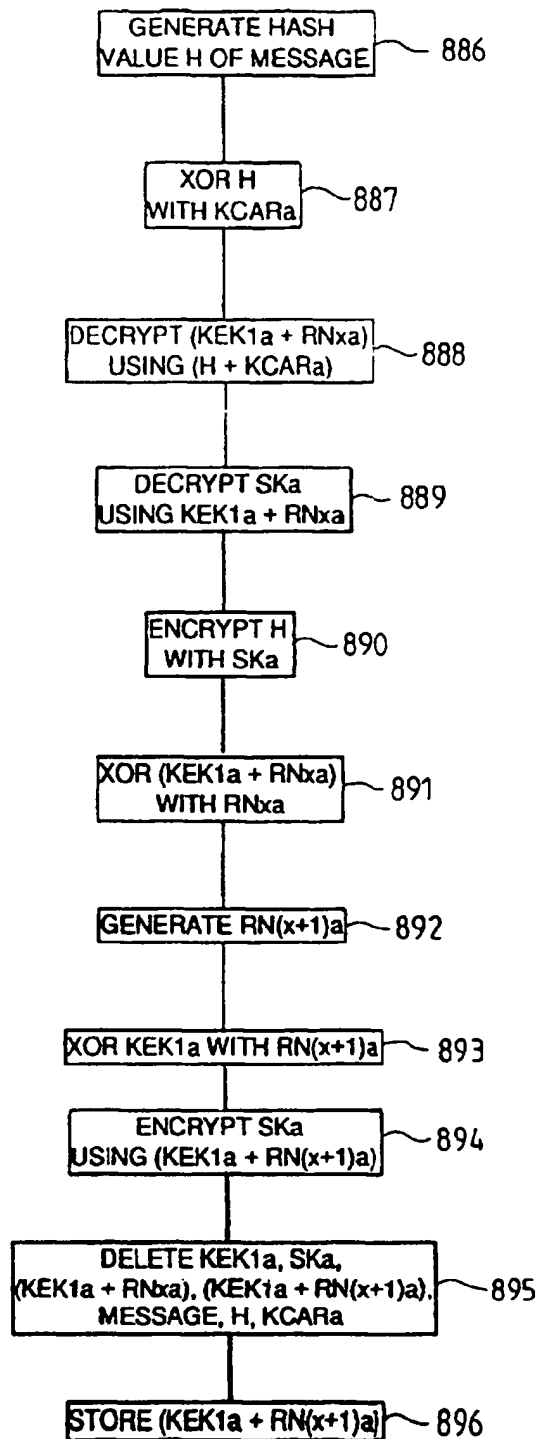 GENERATE HASH
VALUE H OF MESSAGE
886
XOR H
WITH KCARa
887
DECRYPT (KEK1a + RNxa)
USING (H + KCARa)
888
DECRYPT SKa
USING KEK1a + RNxa
889
ENCRYPT H
WITH SKa
890
XOR (KEK1a + RNxa)
WITH RNxa
891
GENERATE RN(x+1)a
892
XOR KEK1a WITH RN(x+1)a
893
ENCRYPT SKa
USING (KEK1a + RN(x+1)a)
894
DELETE KEK1a, SKa,
(KEK1a + RNxa), (KEK1a + RN(x+1)a),
MESSAGE, H, KCARa
895
STORE (KEK1a + RN(x+1)a)
896